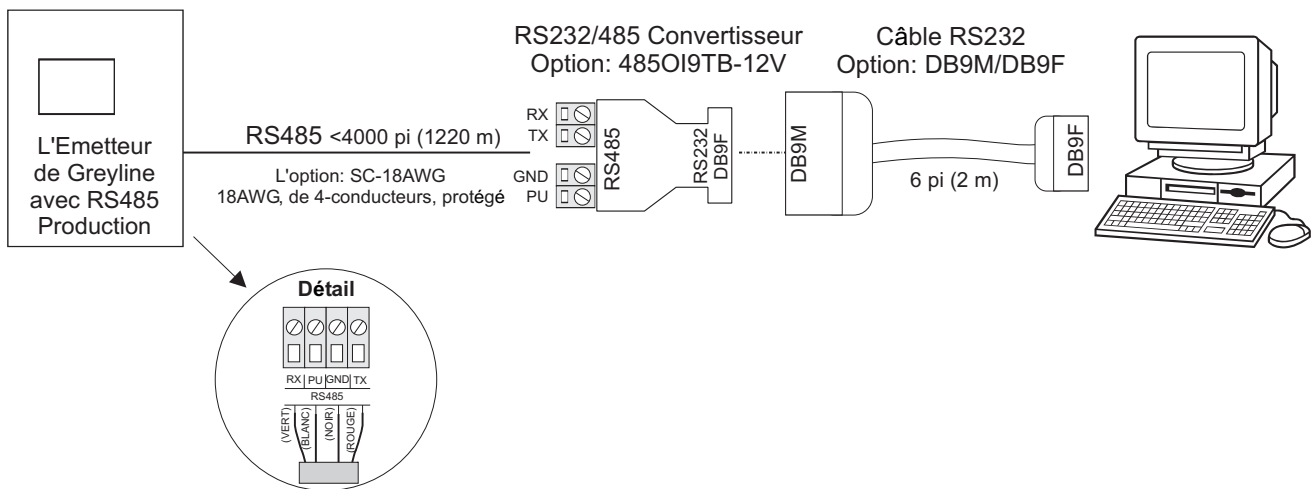 L'Emetteur
de Greyline
avec RS485
Production
RS485 <4000 pi (1220 m)
L'option: SC-18AWG
18AWG, de 4-conducteurs, protégé
RS232/485 Convertisseur
Option: 485OI9TB-12V
RX
TX
GND
PU
RS485
RS232
DB9F
Câble RS232
Option: DB9M/DB9F
DB9M
6 pi (2 m)
DB9F
Détail
RX PU GND TX
RS485
(VERT)
(BLANC)
(NOIR)
(ROUGE)